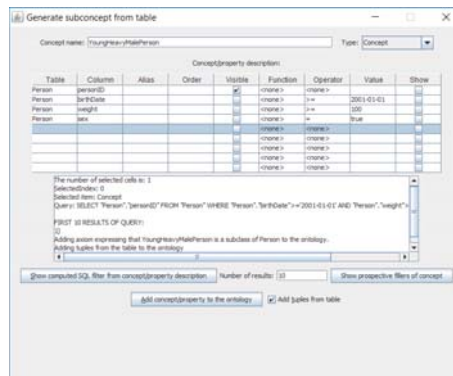 Generate subconcept from table
Concept name: YoungHeavyMalePerson Type: Concept
Concept/property description:
Table Column Alias Order Visible Function Operator Value Show
Person personID <none> <none>
Person birthDate <none> >= 2001-01-01
Person weight <none> >= 100
Person sex <none> = true
<none> <none>
<none> <none>
<none> <none>
<none> <none>
<none> <none>
The number of selected cells is: 1
SelectedIndex: 0
Selected item: Concept
Query: SELECT "Person"."personID" FROM "Person" WHERE "Person"."birthDate">='2001-01-01' AND "Person"."weight">
FIRST 10 RESULTS OF QUERY:
1)
Adding axiom expressing that YoungHeavyMalePerson is a subclass of Person to the ontology.
Adding tuples from the table to the ontology
Show computed SQL filter from concept/property description Number of results: 10 Show prospective fillers of concept
Add concept/property to the ontology Add tuples from table